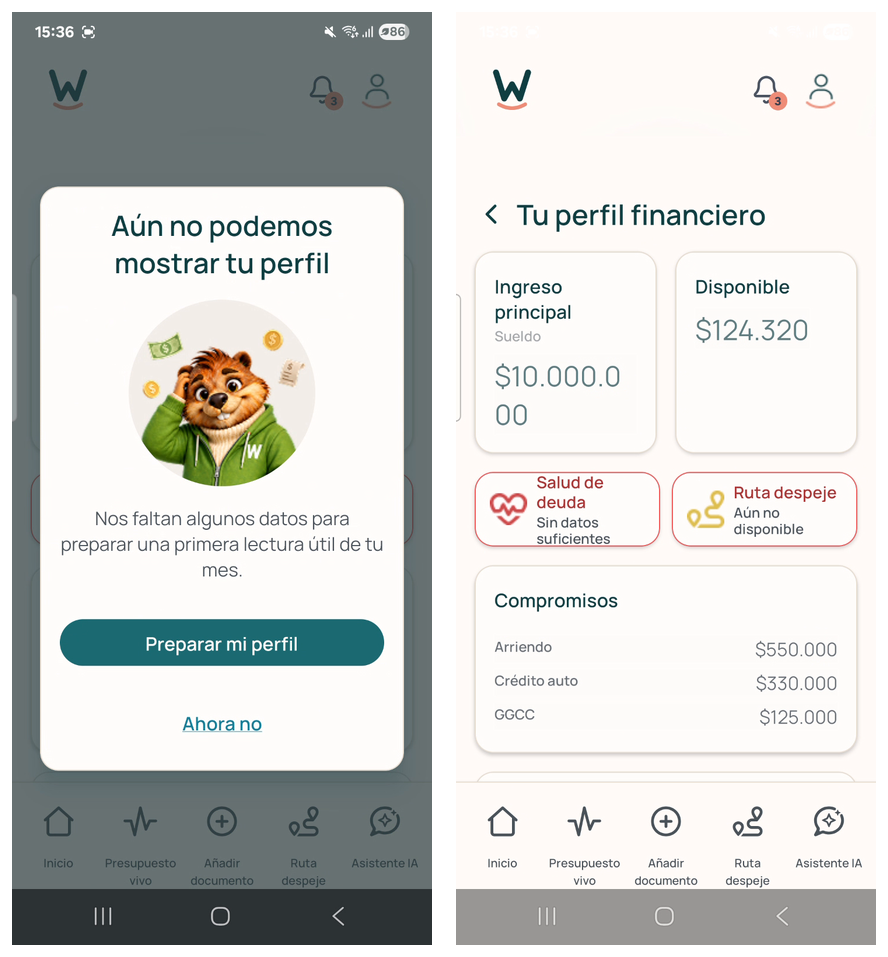 15:36
86
W
3
Aún no podemos
mostrar tu perfil
$
$
$
$
W
Nos faltan algunos datos para
preparar una primera lectura útil de tu
mes.
Preparar mi perfil
Ahora no
Inicio
Presupuesto
vivo
Añadir
documento
Ruta
despeje
Asistente IA
W
3
Tu perfil financiero
Ingreso
principal
Sueldo
$10.000.0
00
Disponible
$124.320
Salud de
deuda
Sin datos
suficientes
Ruta despeje
Aún no
disponible
Compromisos
Arriendo $550.000
Crédito auto $330.000
GGCC $125.000
Inicio
Presupuesto
vivo
Añadir
documento
Ruta
despeje
Asistente IA